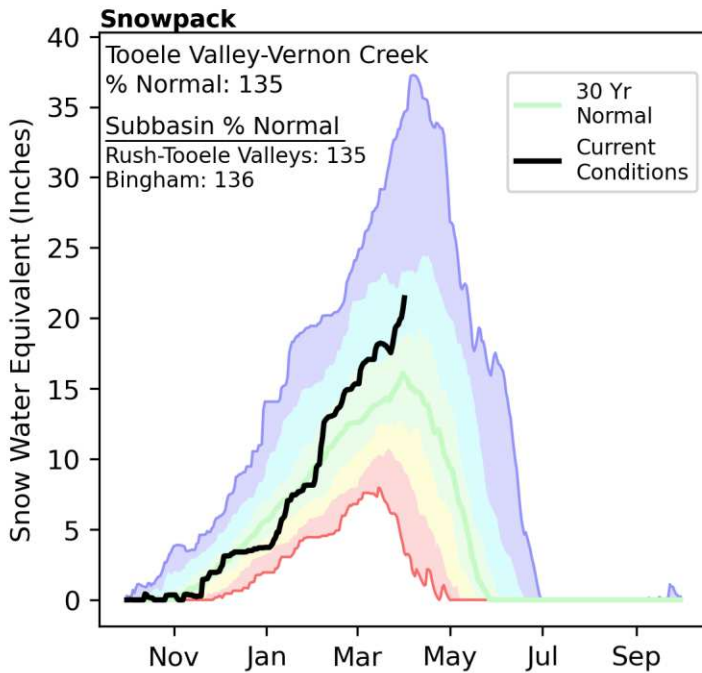 Snowpack
Tooele Valley-Vernon Creek
% Normal: 135
Subbasin % Normal
Rush-Tooele Valleys: 135
Bingham: 136
30 Yr
Normal
Current
Conditions
Snow Water Equivalent (Inches)
40
35
30
25
20
15
10
5
0
Nov Jan Mar May Jul Sep